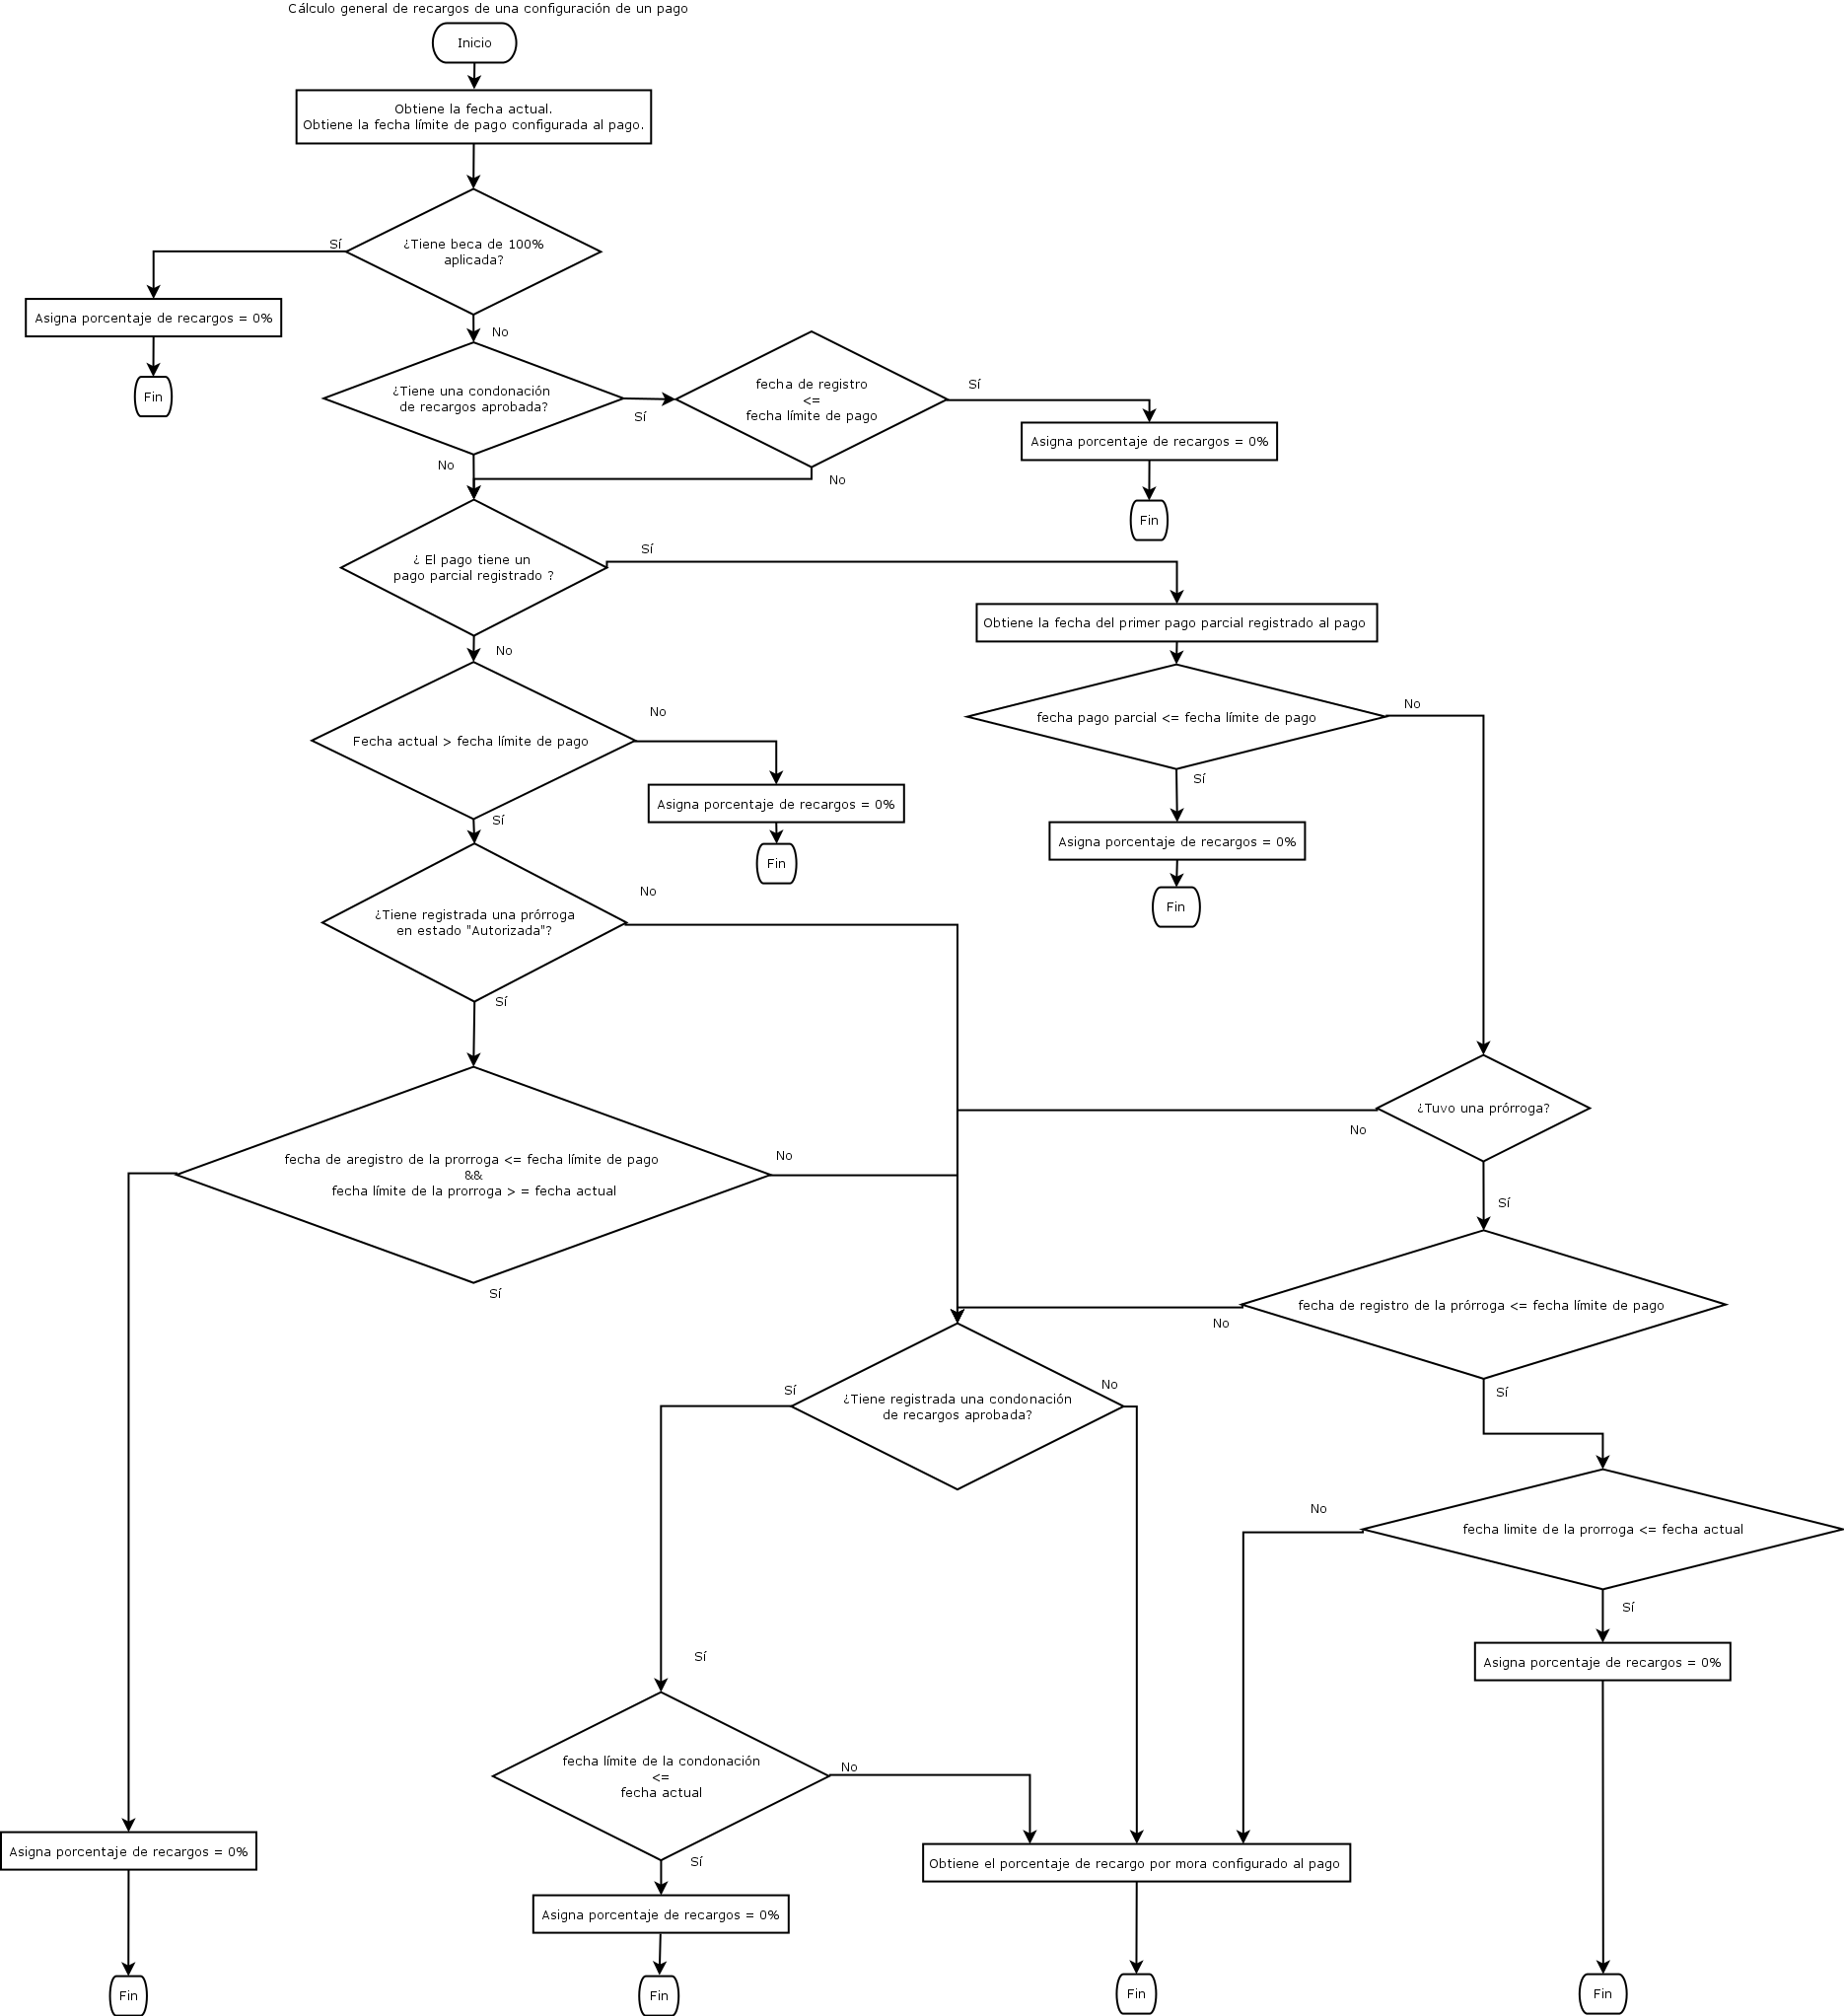 Cálculo general de recargos de una configuración de un pago
Inicio
Obtiene la fecha actual.
Obtiene la fecha límite de pago configurada al pago.
¿Tiene beca de 100%
aplicada?
Sí
Asigna porcentaje de recargos = 0%
Fin
No
¿Tiene una condonación
de recargos aprobada?
Sí
fecha de registro
<=
fecha límite de pago
Sí
Asigna porcentaje de recargos = 0%
Fin
No
No
¿ El pago tiene un
pago parcial registrado ?
Sí
Obtiene la fecha del primer pago parcial registrado al pago
No
fecha pago parcial <= fecha límite de pago
No
Sí
Asigna porcentaje de recargos = 0%
Fin
Fecha actual > fecha límite de pago
No
Asigna porcentaje de recargos = 0%
Fin
Sí
¿Tiene registrada una prórroga
en estado "Autorizada"?
No
Sí
¿Tuvo una prórroga?
No
Sí
fecha de aregistro de la prorroga <= fecha límite de pago
&&
fecha límite de la prorroga > = fecha actual
No
Sí
fecha de registro de la prórroga <= fecha límite de pago
No
Sí
¿Tiene registrada una condonación
de recargos aprobada?
Sí
No
fecha limite de la prorroga <= fecha actual
No
Sí
Asigna porcentaje de recargos = 0%
Sí
fecha límite de la condonación
<=
fecha actual
No
Sí
Asigna porcentaje de recargos = 0%
Asigna porcentaje de recargos = 0%
Obtiene el porcentaje de recargo por mora configurado al pago
Fin
Fin
Fin
Fin